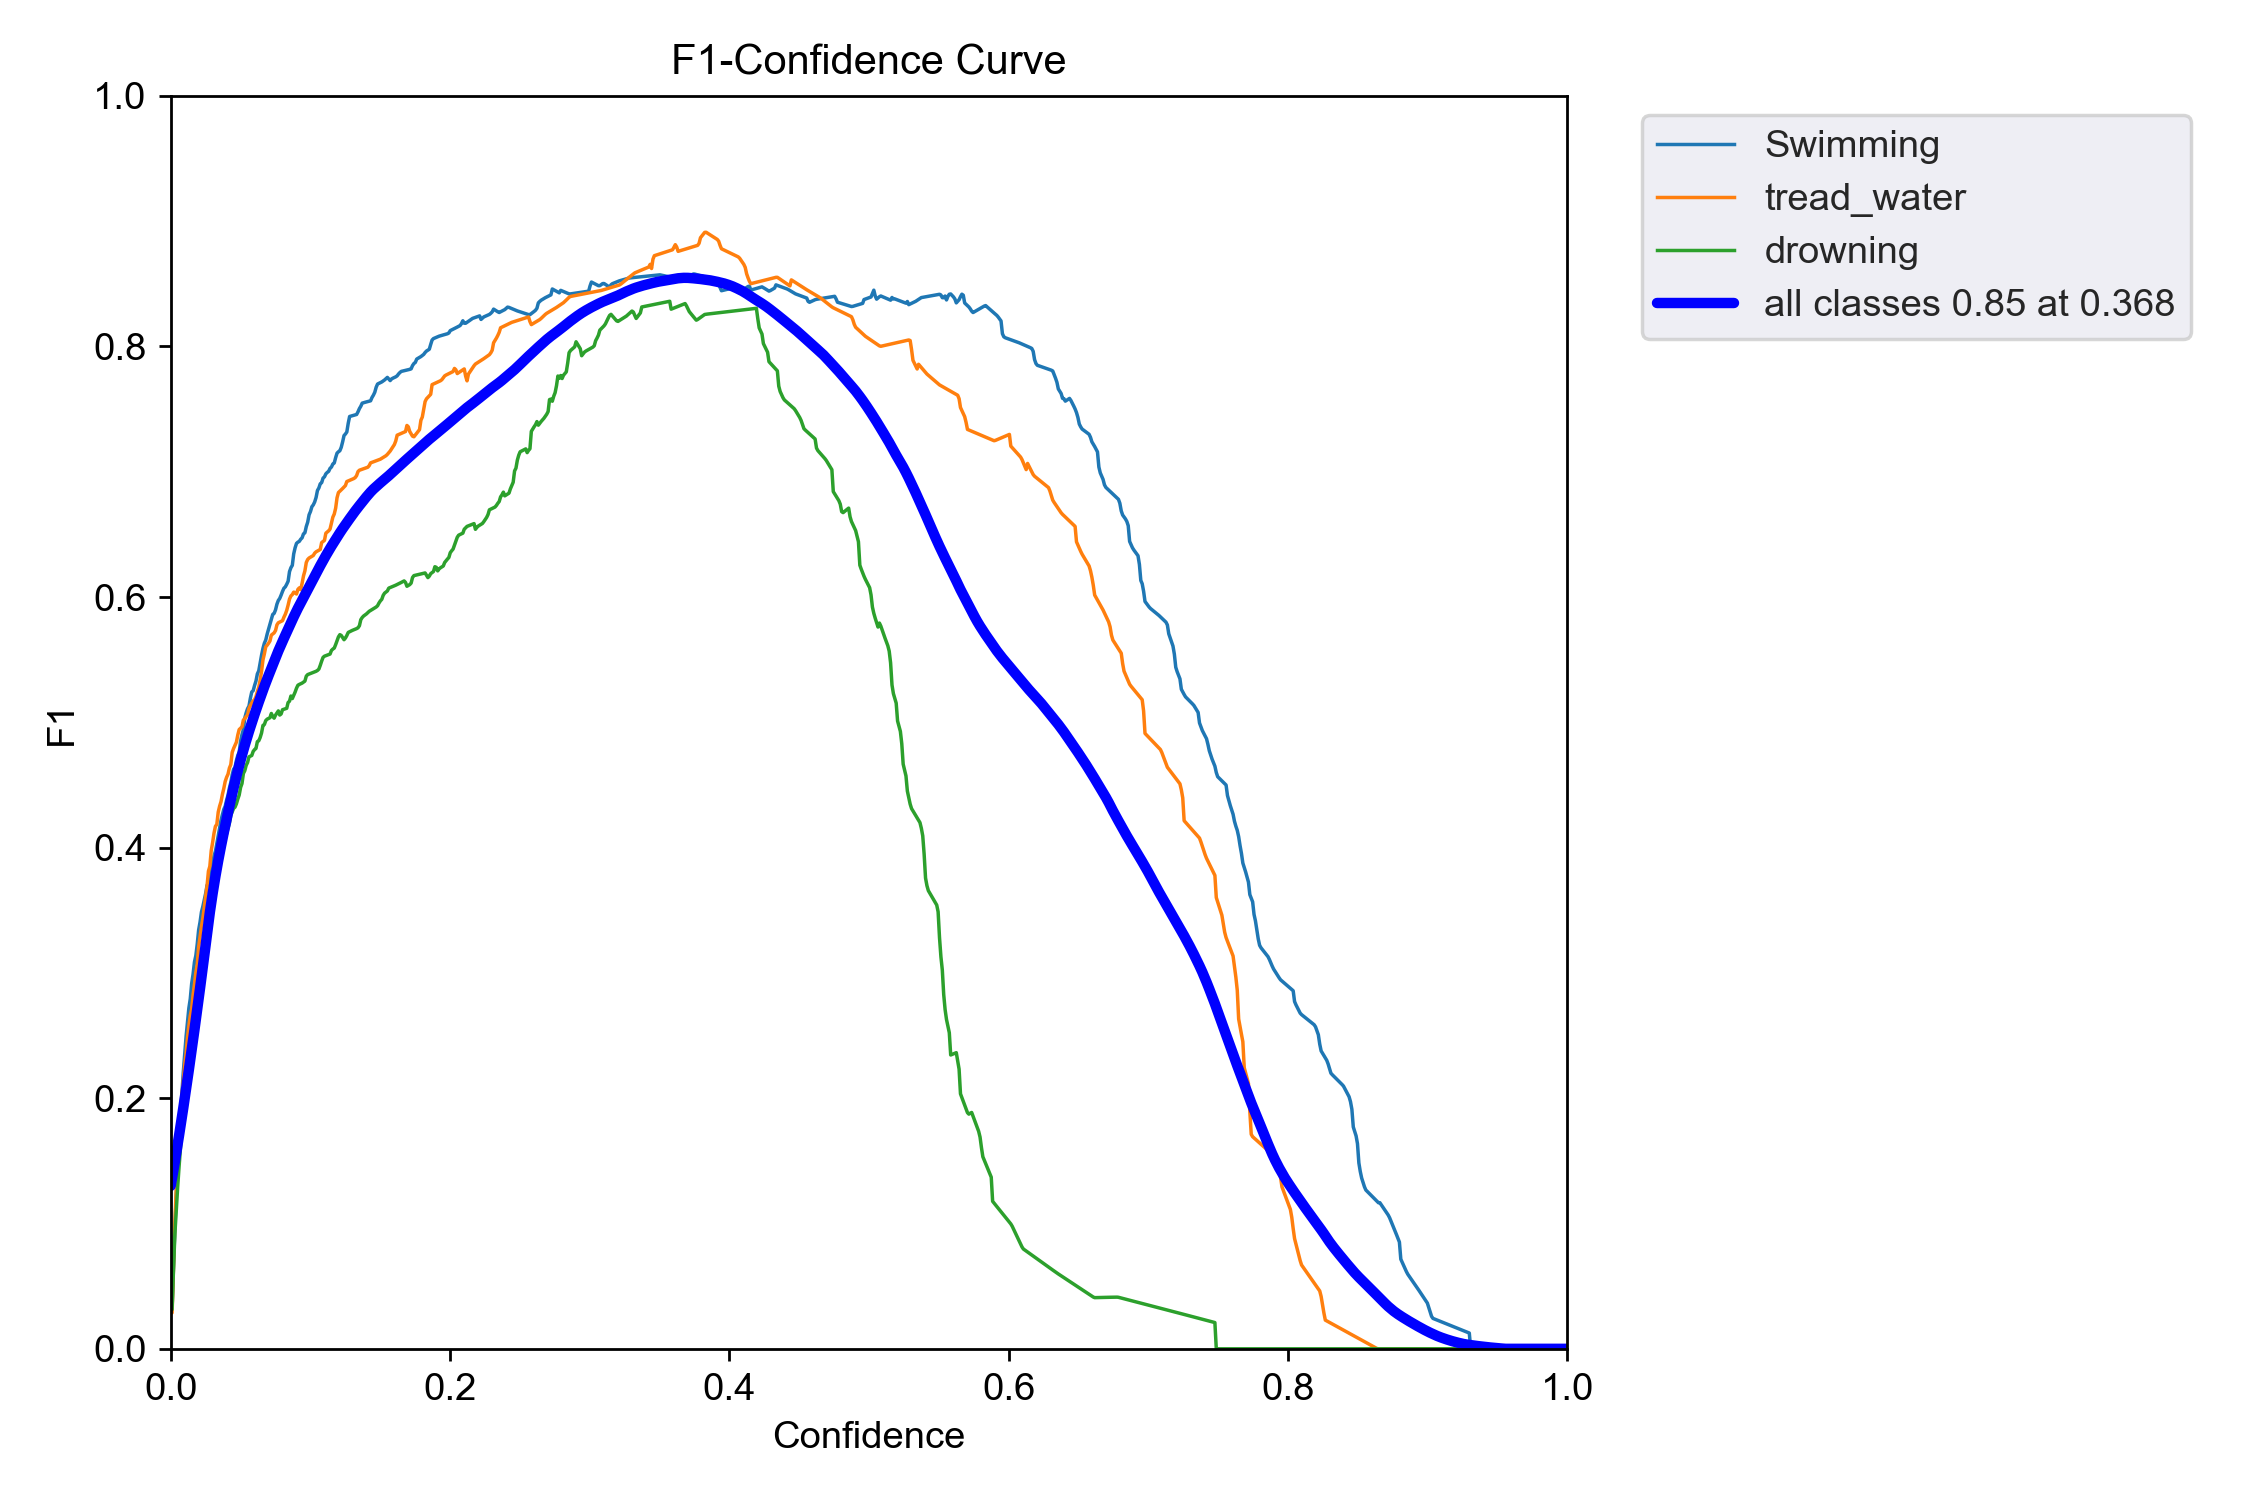 F1-Confidence Curve
1.0
0.8
0.6
0.4
0.2
0.0
F1
0.0 0.2 0.4 0.6 0.8 1.0
Confidence
Swimming
tread_water
drowning
all classes 0.85 at 0.368